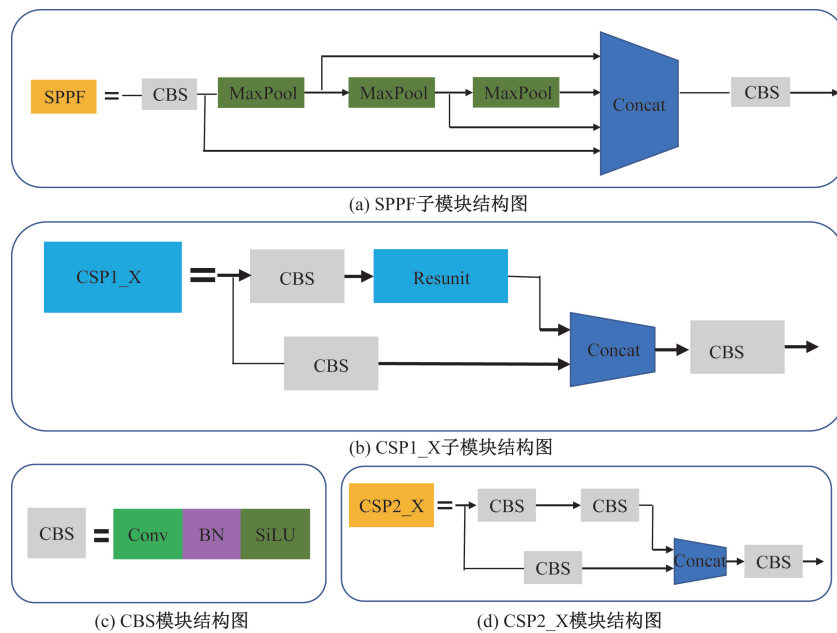 SPPF = CBS MaxPool MaxPool MaxPool Concat CBS
(a) SPPF子模块结构图
CSP1_X = CBS Resunit
CBS Concat CBS
(b) CSP1_X子模块结构图
CBS = Conv BN SiLU
(c) CBS模块结构图
CSP2_X = CBS CBS
CBS Concat CBS
(d) CSP2_X模块结构图